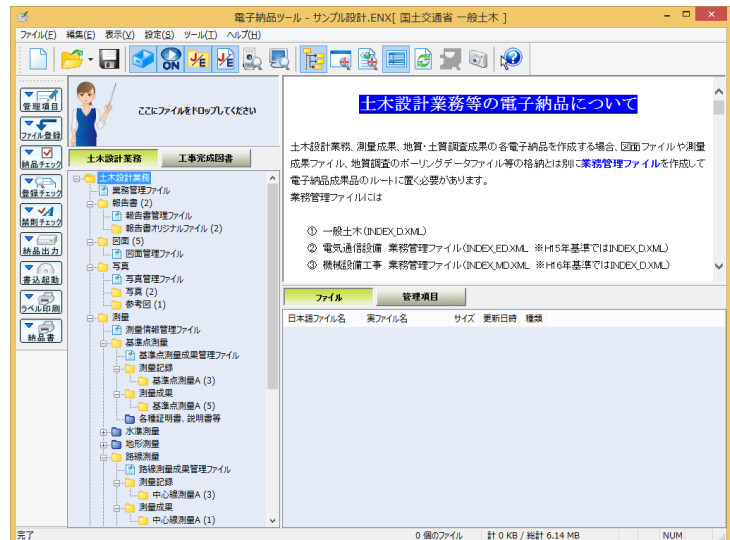 電子納品ツール - サンプル設計.ENX[ 国土交通省 一般土木 ]
ファイル(F) 編集(E) 表示(V) 設定(S) ツール(T) ヘルプ(H)
ON
管理項目
ファイル登録
納品チェック
登録チェック
禁則チェック
納品出力
書込起動
ラベル印刷
納品書
ここにファイルをドロップしてください
土木設計業務 工事完成図書
土木設計業務
業務管理ファイル
報告書 (2)
報告書管理ファイル
報告書オリジナルファイル (2)
図面 (5)
図面管理ファイル
写真
写真管理ファイル
写真 (2)
参考図 (1)
測量
測量情報管理ファイル
基準点測量
基準点測量成果管理ファイル
測量記録
基準点測量A (3)
測量成果
基準点測量A (5)
各種証明書、説明書等
水準測量
地形測量
路線測量
路線測量成果管理ファイル
測量記録
中心線測量A (3)
測量成果
中心線測量A (1)
土木設計業務等の電子納品について
土木設計業務、測量成果、地質・土質調査成果の各電子納品を作成する場合、図面ファイルや測量
成果ファイル、地質調査のボーリングデータファイル等の格納とは別に業務管理ファイルを作成して
電子納品成果品のルートに置く必要があります。
業務管理ファイルには
① 一般土木(INDEX_D.XML)
② 電気通信設備 業務管理ファイル(INDEX_ED.XML ※H15年基準ではINDEX_D.XML)
③ 機械設備工事 業務管理ファイル(INDEX_MD.XML ※H16年基準ではINDEX_D.XML)
ファイル 管理項目
日本語ファイル名 実ファイル名 サイズ 更新日時 種類
完了 0 個のファイル 計 0 KB / 総計 6.14 MB NUM